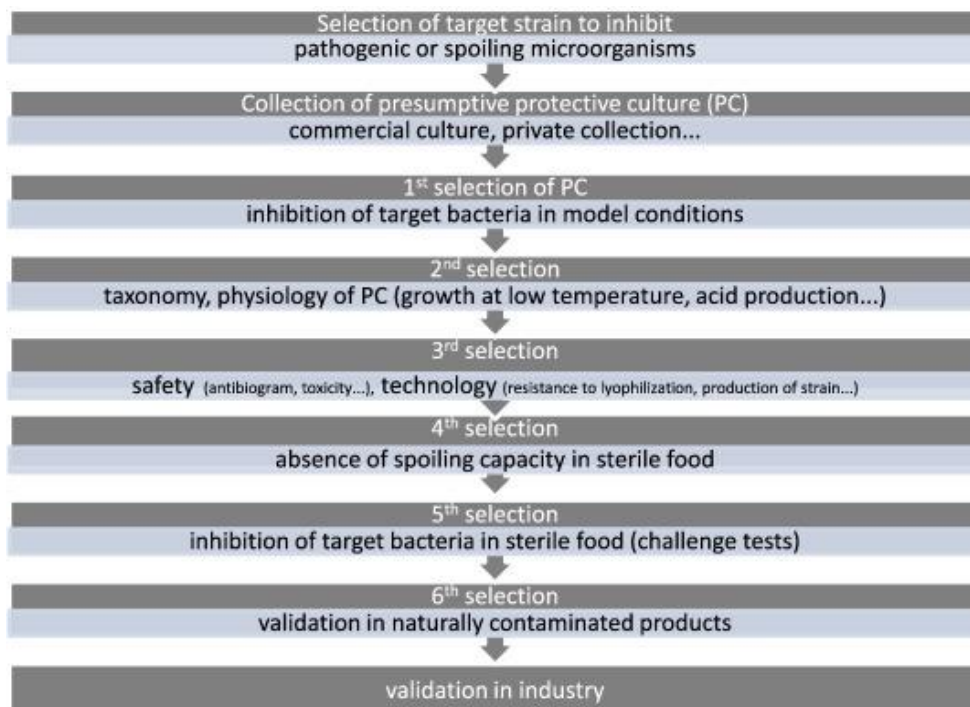 Selection of target strain to inhibit
pathogenic or spoiling microorganisms
Collection of presumptive protective culture (PC)
commercial culture, private collection...
1st selection of PC
inhibition of target bacteria in model conditions
2nd selection
taxonomy, physiology of PC (growth at low temperature, acid production...)
3rd selection
safety (antibiogram, toxicity...), technology (resistance to lyophilization, production of strain...)
4th selection
absence of spoiling capacity in sterile food
5th selection
inhibition of target bacteria in sterile food (challenge tests)
6th selection
validation in naturally contaminated products
validation in industry